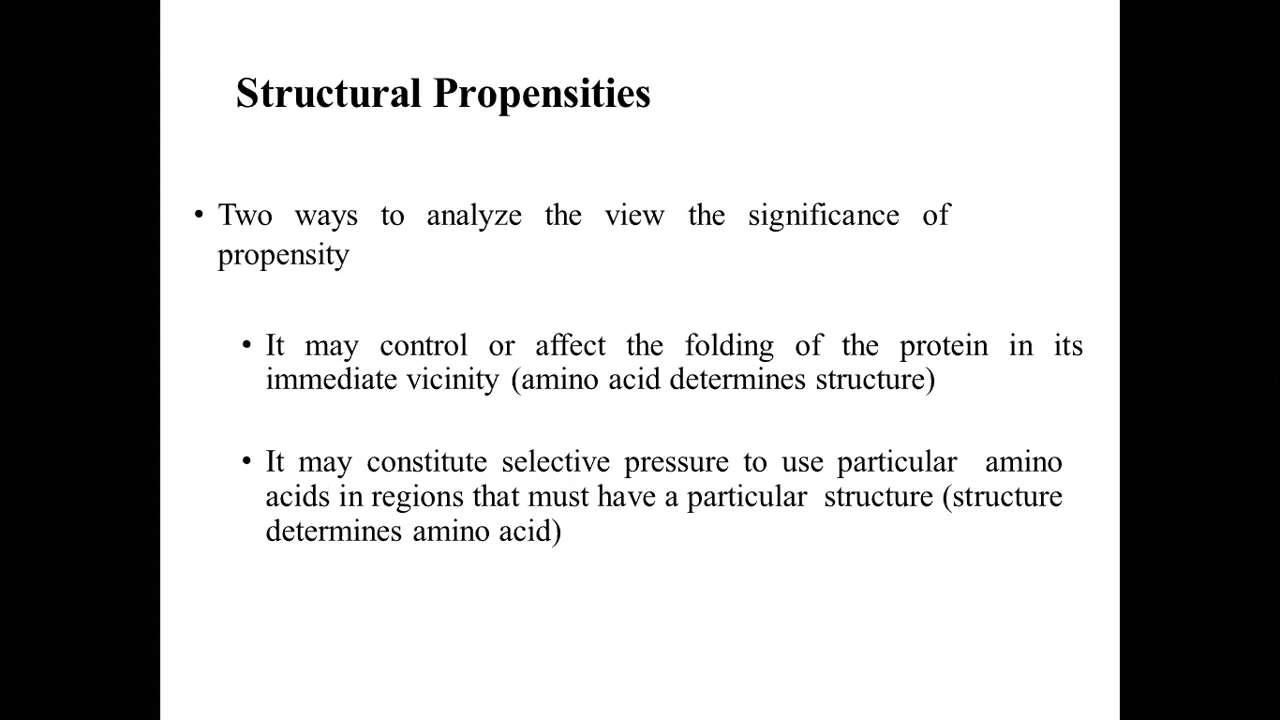 Structural Propensities
• Two ways to analyze the view the significance of
propensity
• It may control or affect the folding of the protein in its
immediate vicinity (amino acid determines structure)
• It may constitute selective pressure to use particular amino
acids in regions that must have a particular structure (structure
determines amino acid)